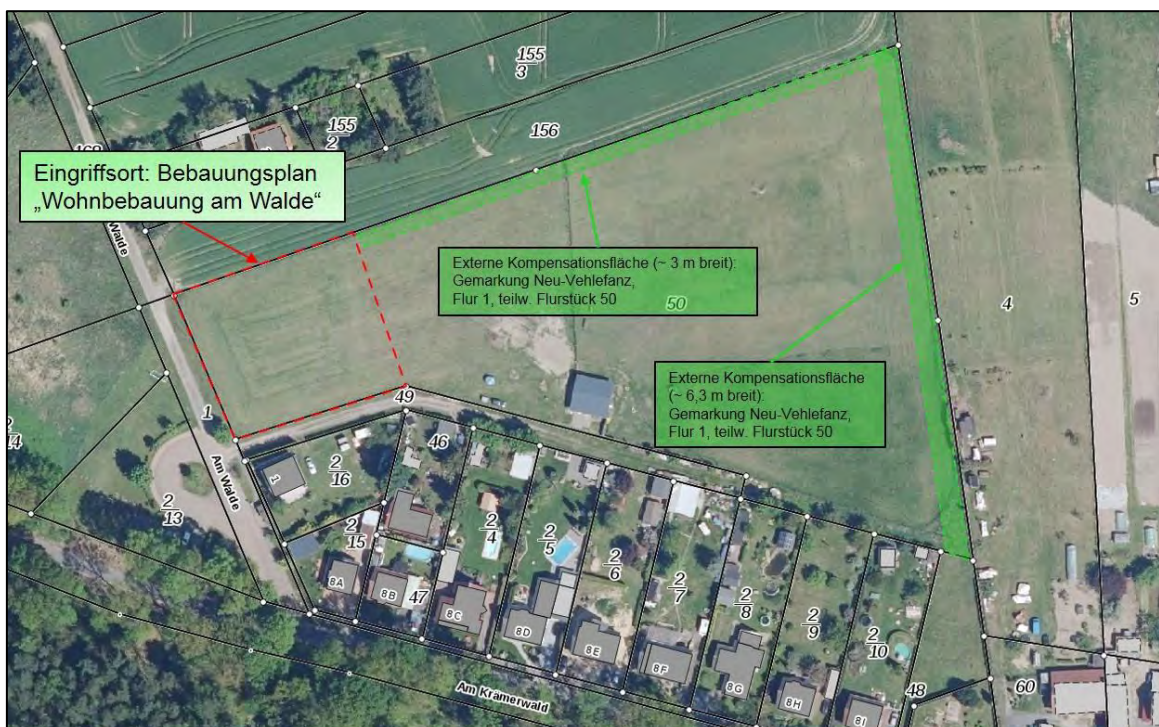 155
3
155
2
156
Eingriffsort: Bebauungsplan
„Wohnbebauung am Walde“
Walde
Externe Kompensationsfläche (~ 3 m breit):
Gemarkung Neu-Vehlefanz,
Flur 1, teilw. Flurstück 50
50
4
5
Externe Kompensationsfläche
(~ 6,3 m breit):
Gemarkung Neu-Vehlefanz,
Flur 1, teilw. Flurstück 50
49
1
2
14
46
1
2
16
Am Walde
2
13
2
15
2
4
2
5
2
6
2
7
2
8
2
9
2
10
8A
8B
47
8C
8D
8E
8F
8G
8H
8I
48
60
Am Krämerwald